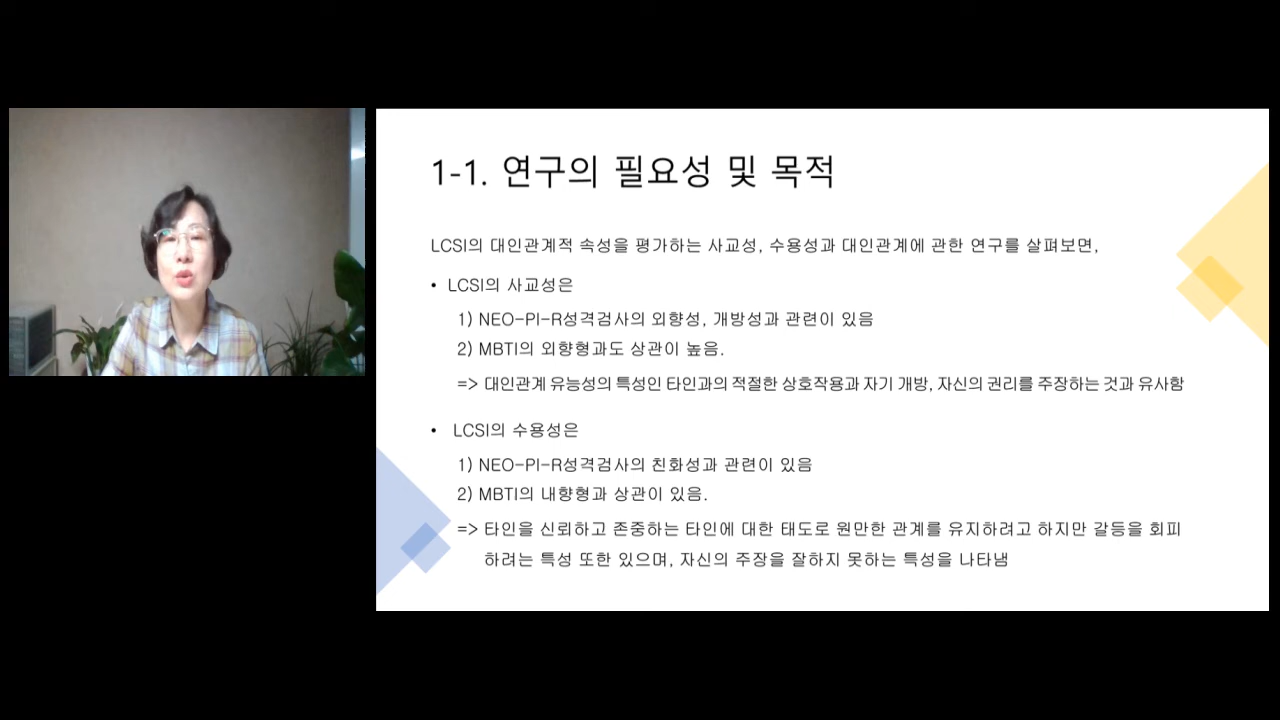 1-1. 연구의 필요성 및 목적
LCSI의 대인관계적 속성을 평가하는 사교성, 수용성과 대인관계에 관한 연구를 살펴보면,
• LCSI의 사교성은
1) NEO-PI-R성격검사의 외향성, 개방성과 관련이 있음
2) MBTI의 외향형과도 상관이 높음.
=> 대인관계 유능성의 특성인 타인과의 적절한 상호작용과 자기 개방, 자신의 권리를 주장하는 것과 유사함
• LCSI의 수용성은
1) NEO-PI-R성격검사의 친화성과 관련이 있음
2) MBTI의 내향형과 상관이 있음.
=> 타인을 신뢰하고 존중하는 타인에 대한 태도로 원만한 관계를 유지하려고 하지만 갈등을 회피
하려는 특성 또한 있으며, 자신의 주장을 잘하지 못하는 특성을 나타냄